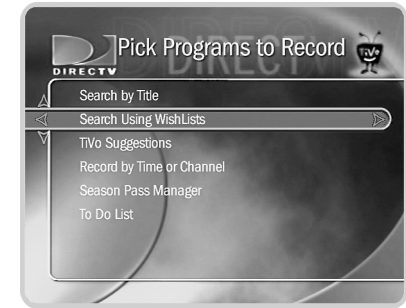 Pick Programs to Record
DIRECTV
TiVo
Search by Title
Search Using WishLists
TiVo Suggestions
Record by Time or Channel
Season Pass Manager
To Do List